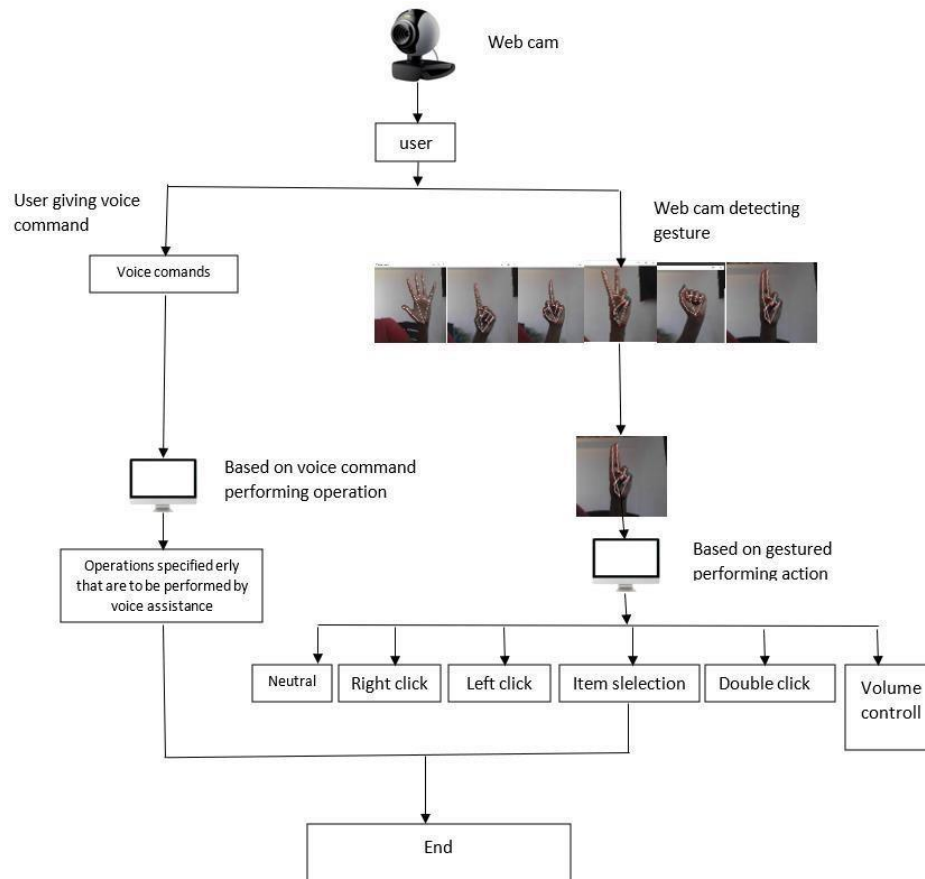 Web cam
user
User giving voice
command
Web cam detecting
gesture
Voice comands
Based on voice command
performing operation
Based on gestured
performing action
Operations specified erly
that are to be performed by
voice assistance
Neutral
Right click
Left click
Item slelection
Double click
Volume
controll
End